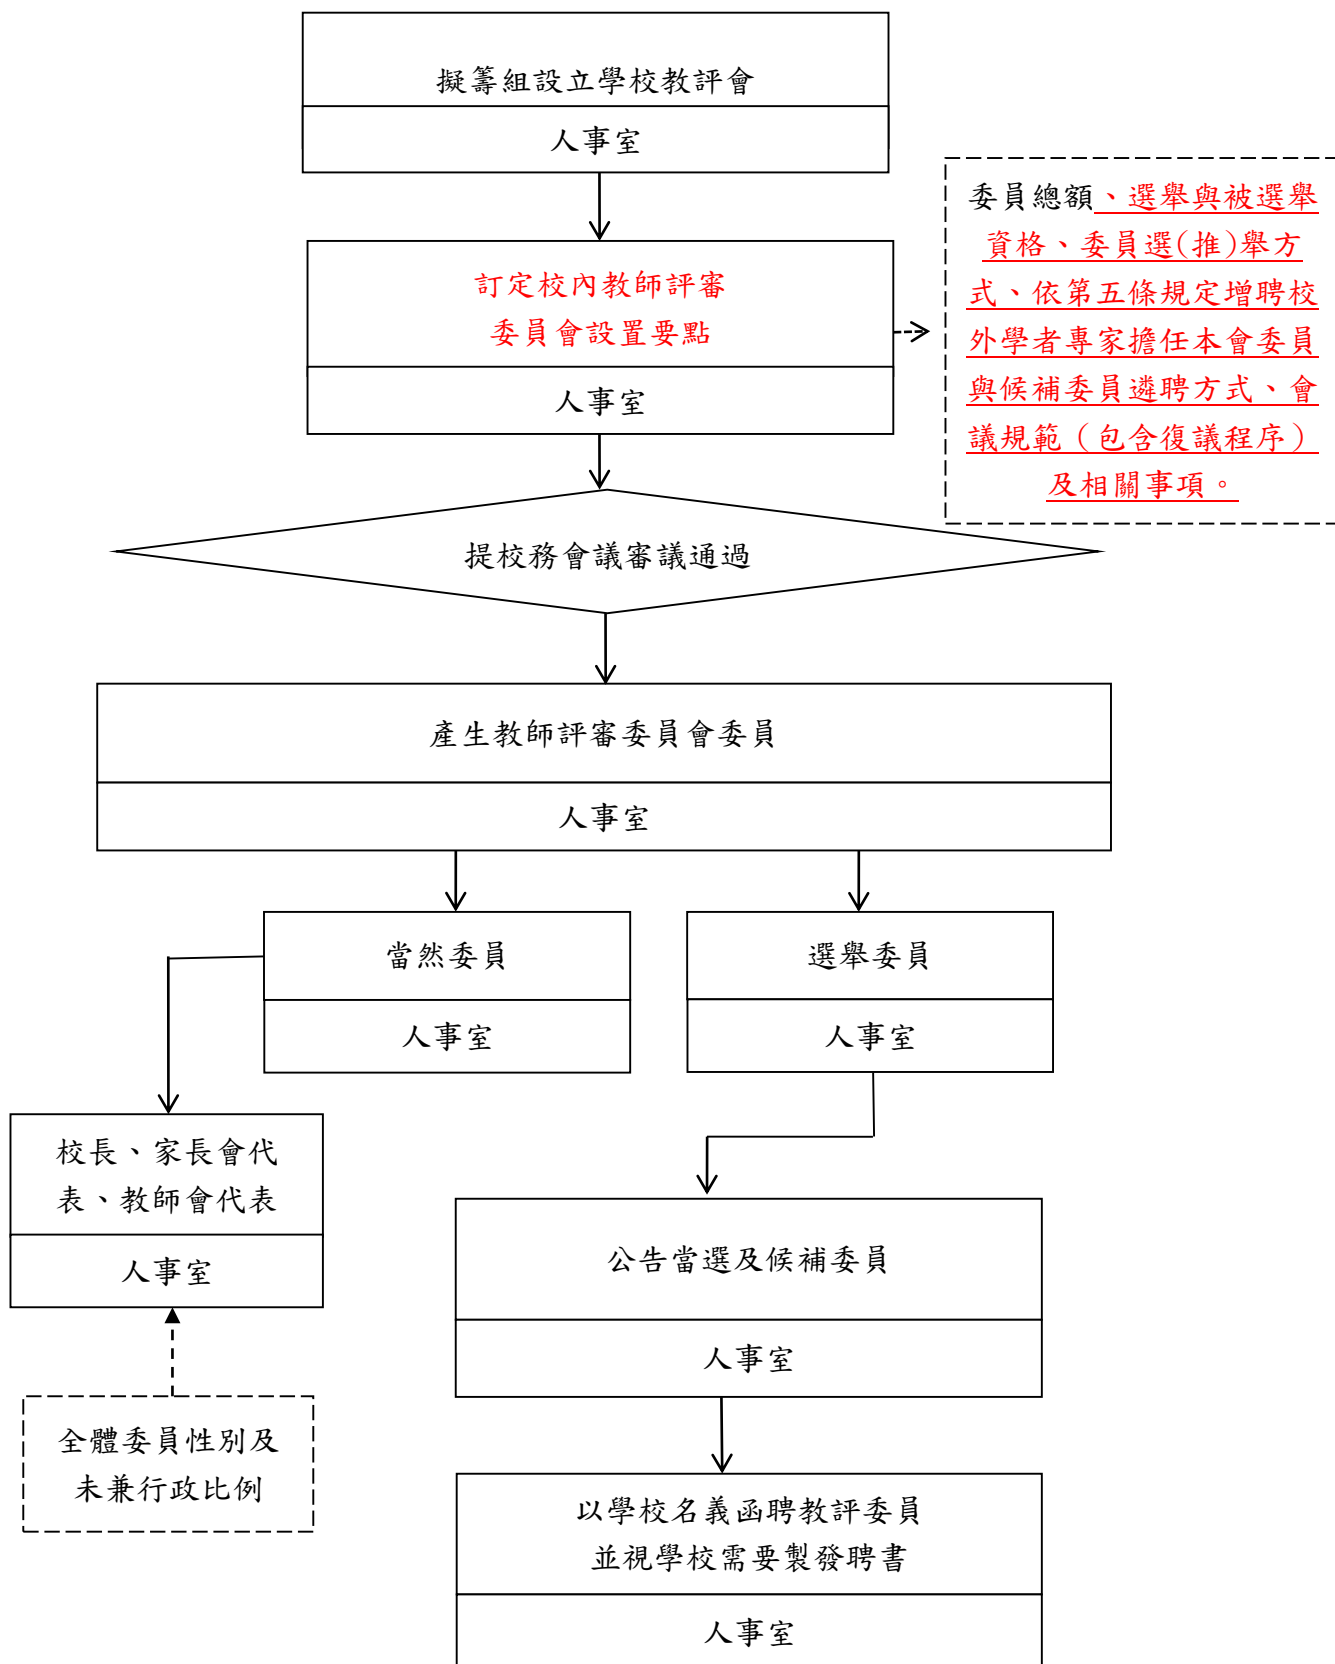 擬籌組設立學校教評會
人事室
委員總額、選舉與被選舉
資格、委員選(推)舉方
式、依第五條規定增聘校
外學者專家擔任本會委員
與候補委員遴聘方式、會
議規範（包含復議程序）
及相關事項。
訂定校內教師評審
委員會設置要點
人事室
提校務會議審議通過
產生教師評審委員會委員
人事室
當然委員
人事室
選舉委員
人事室
校長、家長會代
表、教師會代表
人事室
公告當選及候補委員
人事室
全體委員性別及
未兼行政比例
以學校名義函聘教評委員
並視學校需要製發聘書
人事室